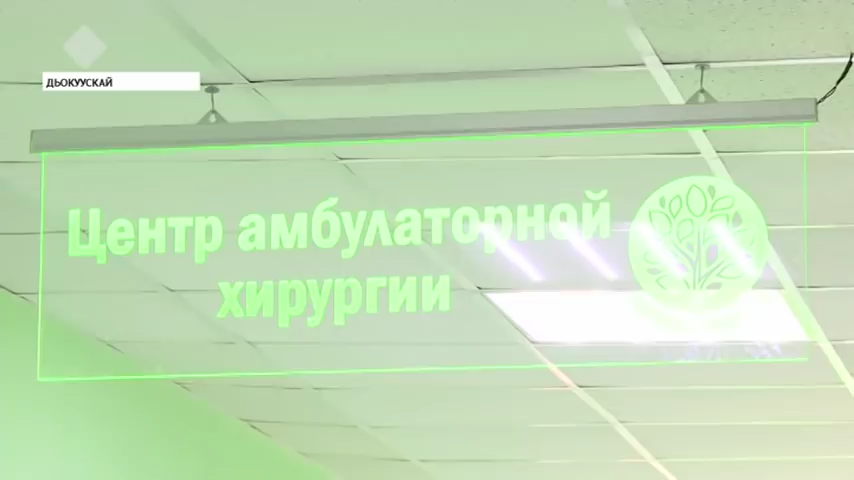 ДЬОКУУСКАЙ
Центр амбулаторной
хирургии